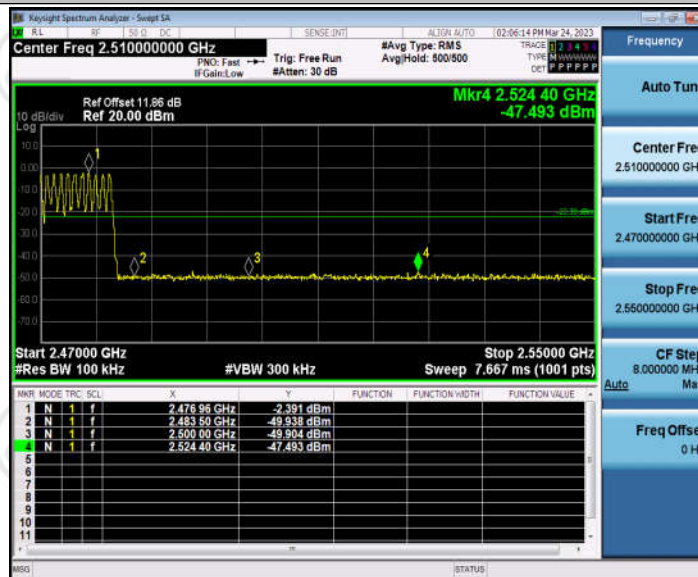 Keysight Spectrum Analyzer - Swept SA
RL RF 50 Ω DC SENSE:INT ALIGN AUTO 02:06:14 PM Mar 24, 2023
Center Freq 2.510000000 GHz
PNO: Fast
IFGain:Low
Trig: Free Run
#Atten: 30 dB
#Avg Type: RMS
Avg|Hold: 500/500
TRACE 1 2 3 4 5 6
TYPE M WWWWW
DET P P P P P P
Frequency
Auto Tun
Center Fre
2.510000000 GH
Start Fre
2.470000000 GH
Stop Fre
2.550000000 GH
CF Step
8.000000 MH
Auto Ma
Freq Offse
0 H
Mkr4 2.524 40 GHz
-47.493 dBm
Ref Offset 11.86 dB
10 dB/div Ref 20.00 dBm
Log
10.0
0.00
-10.0
-20.0
-30.0
-40.0
-50.0
-60.0
-70.0
1
2
3
4
Start 2.47000 GHz Stop 2.55000 GHz
#Res BW 100 kHz #VBW 300 kHz Sweep 7.667 ms (1001 pts)
MKR MODE TRC SCL X Y FUNCTION FUNCTION WIDTH FUNCTION VALUE
1 N 1 f 2.476 96 GHz -2.391 dBm
2 N 1 f 2.483 50 GHz -49.938 dBm
3 N 1 f 2.500 00 GHz -49.904 dBm
4 N 1 f 2.524 40 GHz -47.493 dBm
5
6
7
8
9
10
11
MSG STATUS